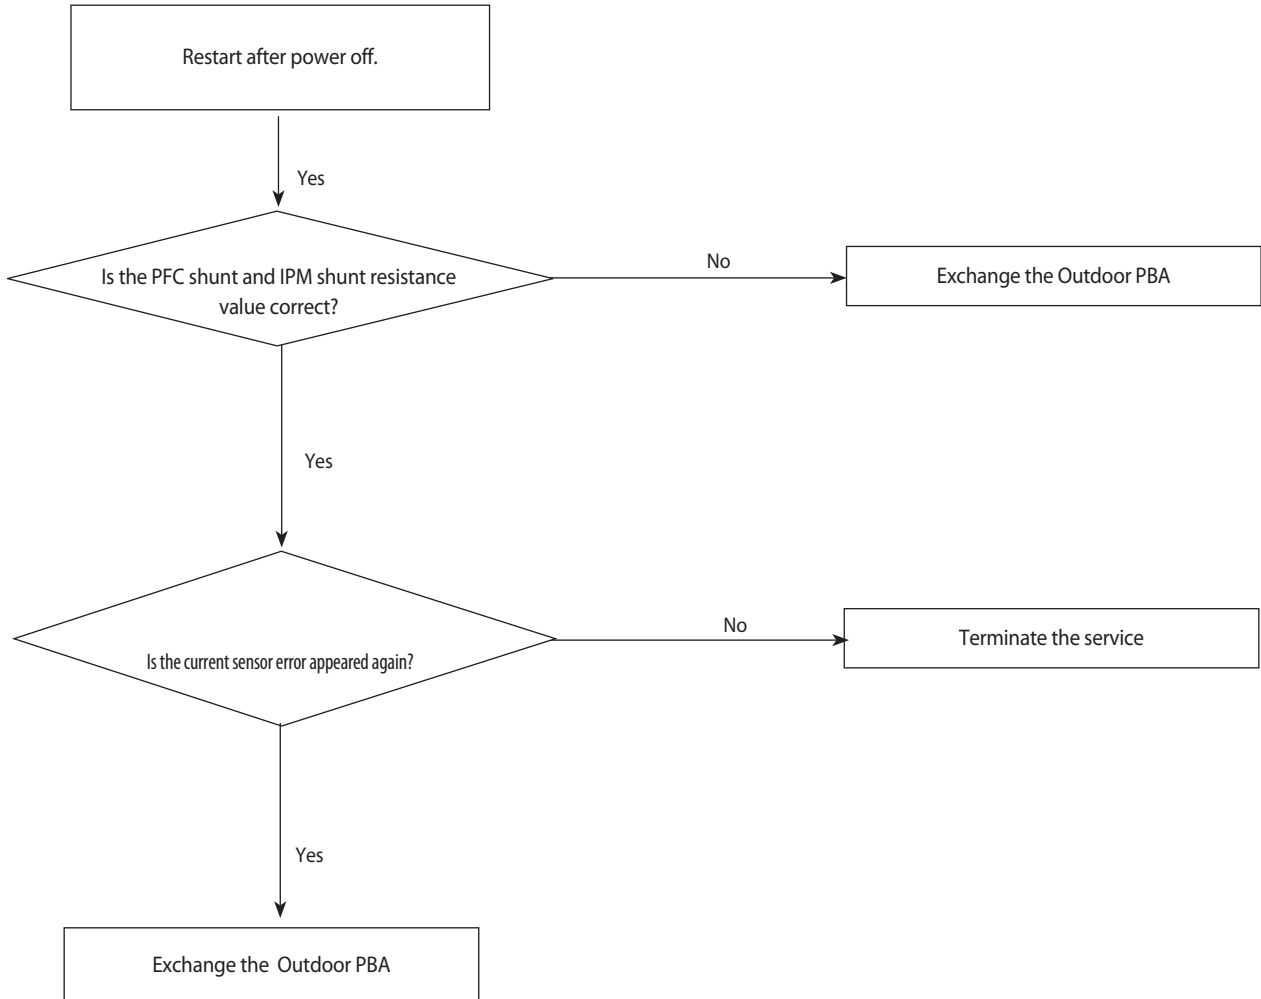 Restart after power off.
Yes
Is the PFC shunt and IPM shunt resistance
value correct?
No
Exchange the Outdoor PBA
Yes
Is the current sensor error appeared again?
No
Terminate the service
Yes
Exchange the Outdoor PBA